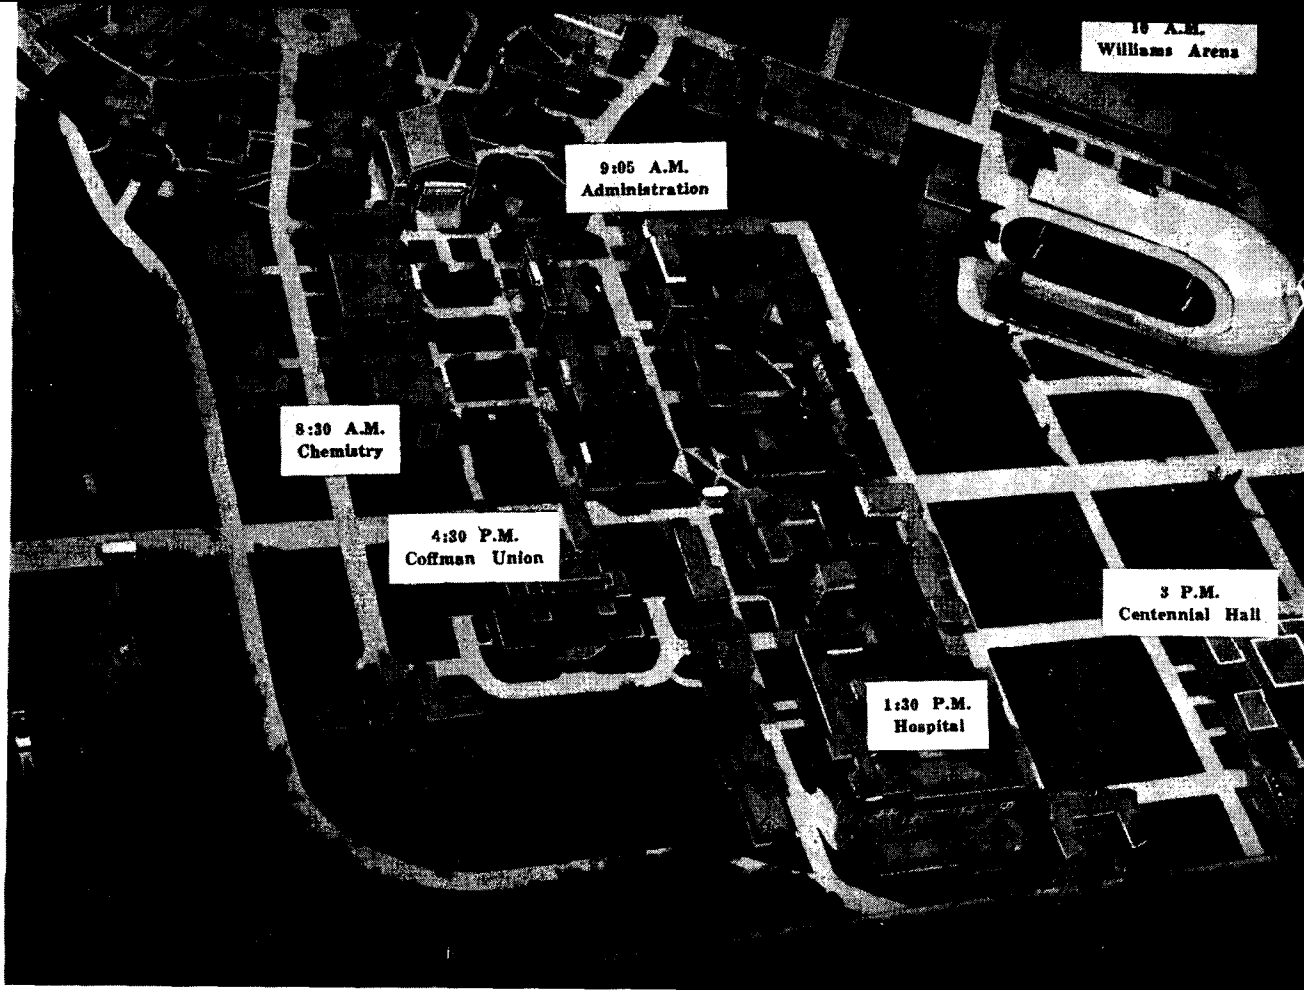 10 A.M.
Williams Arena
9:05 A.M.
Administration
8:30 A.M.
Chemistry
4:30 P.M.
Coffman Union
3 P.M.
Centennial Hall
1:30 P.M.
Hospital